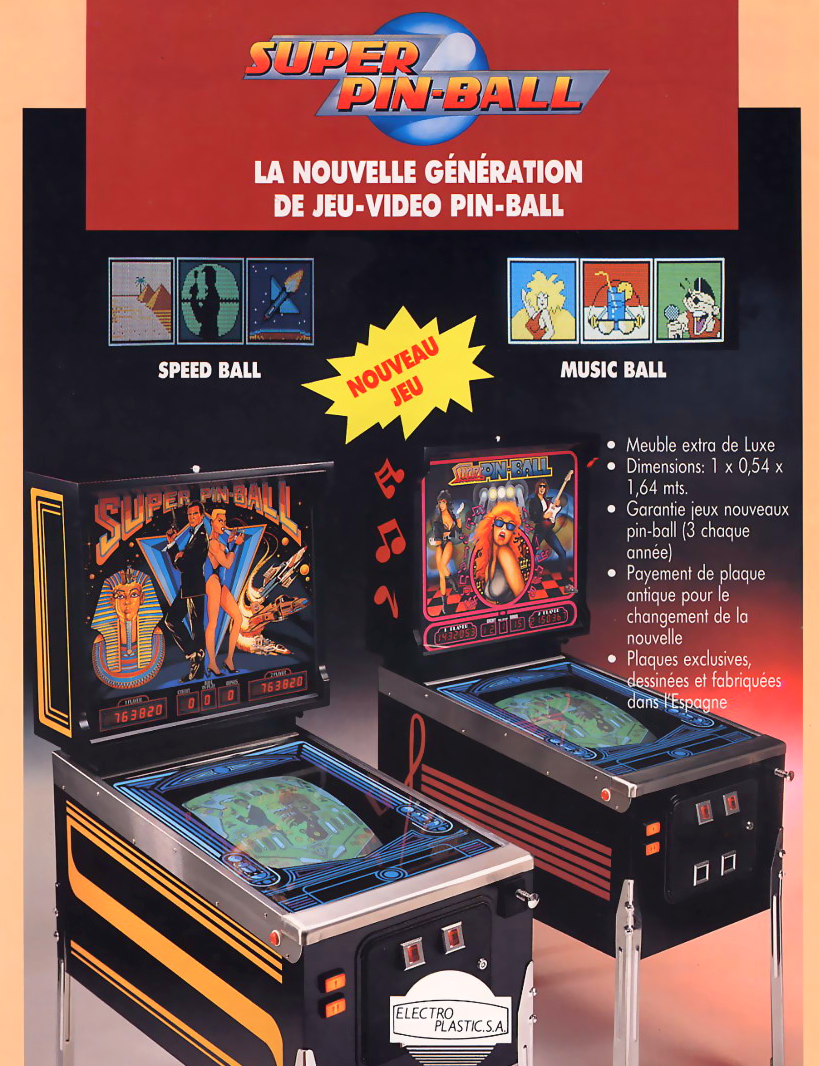 SUPER
PIN-BALL
LA NOUVELLE GÉNÉRATION
DE JEU-VIDEO PIN-BALL
SPEED BALL
NOUVEAU
JEU
MUSIC BALL
• Meuble extra de Luxe
• Dimensions: 1 x 0,54 x
1,64 mts.
• Garantie jeux nouveaux
pin-ball (3 chaque
année)
• Payement de plaque
antique pour le
changement de la
nouvelle
• Plaques exclusives,
dessinées et fabriquées
dans l'Espagne
SUPER PIN-BALL
763820
0 0 0
763820
PIN-BALL
ELECTRO
PLASTIC.S.A.